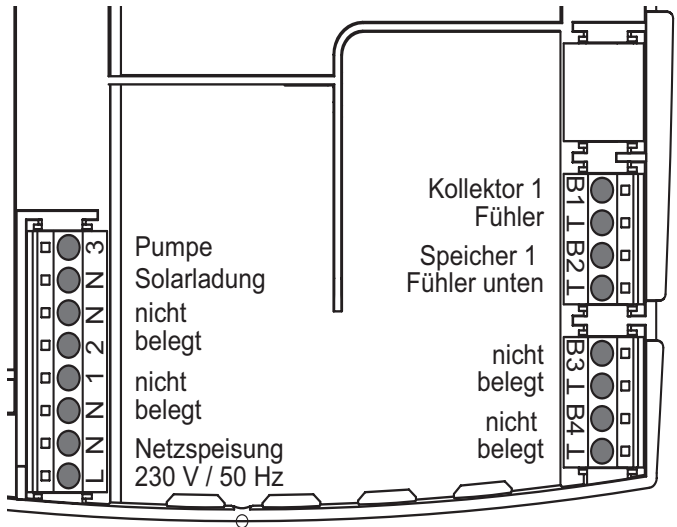 3 Pumpe
N Solarladung
N nicht
2 belegt
1 nicht
N belegt
N Netzspeisung
L 230 V / 50 Hz
Kollektor 1 B1
Fühler ⊥
Speicher 1 B2
Fühler unten ⊥
nicht B3
belegt ⊥
nicht B4
belegt ⊥